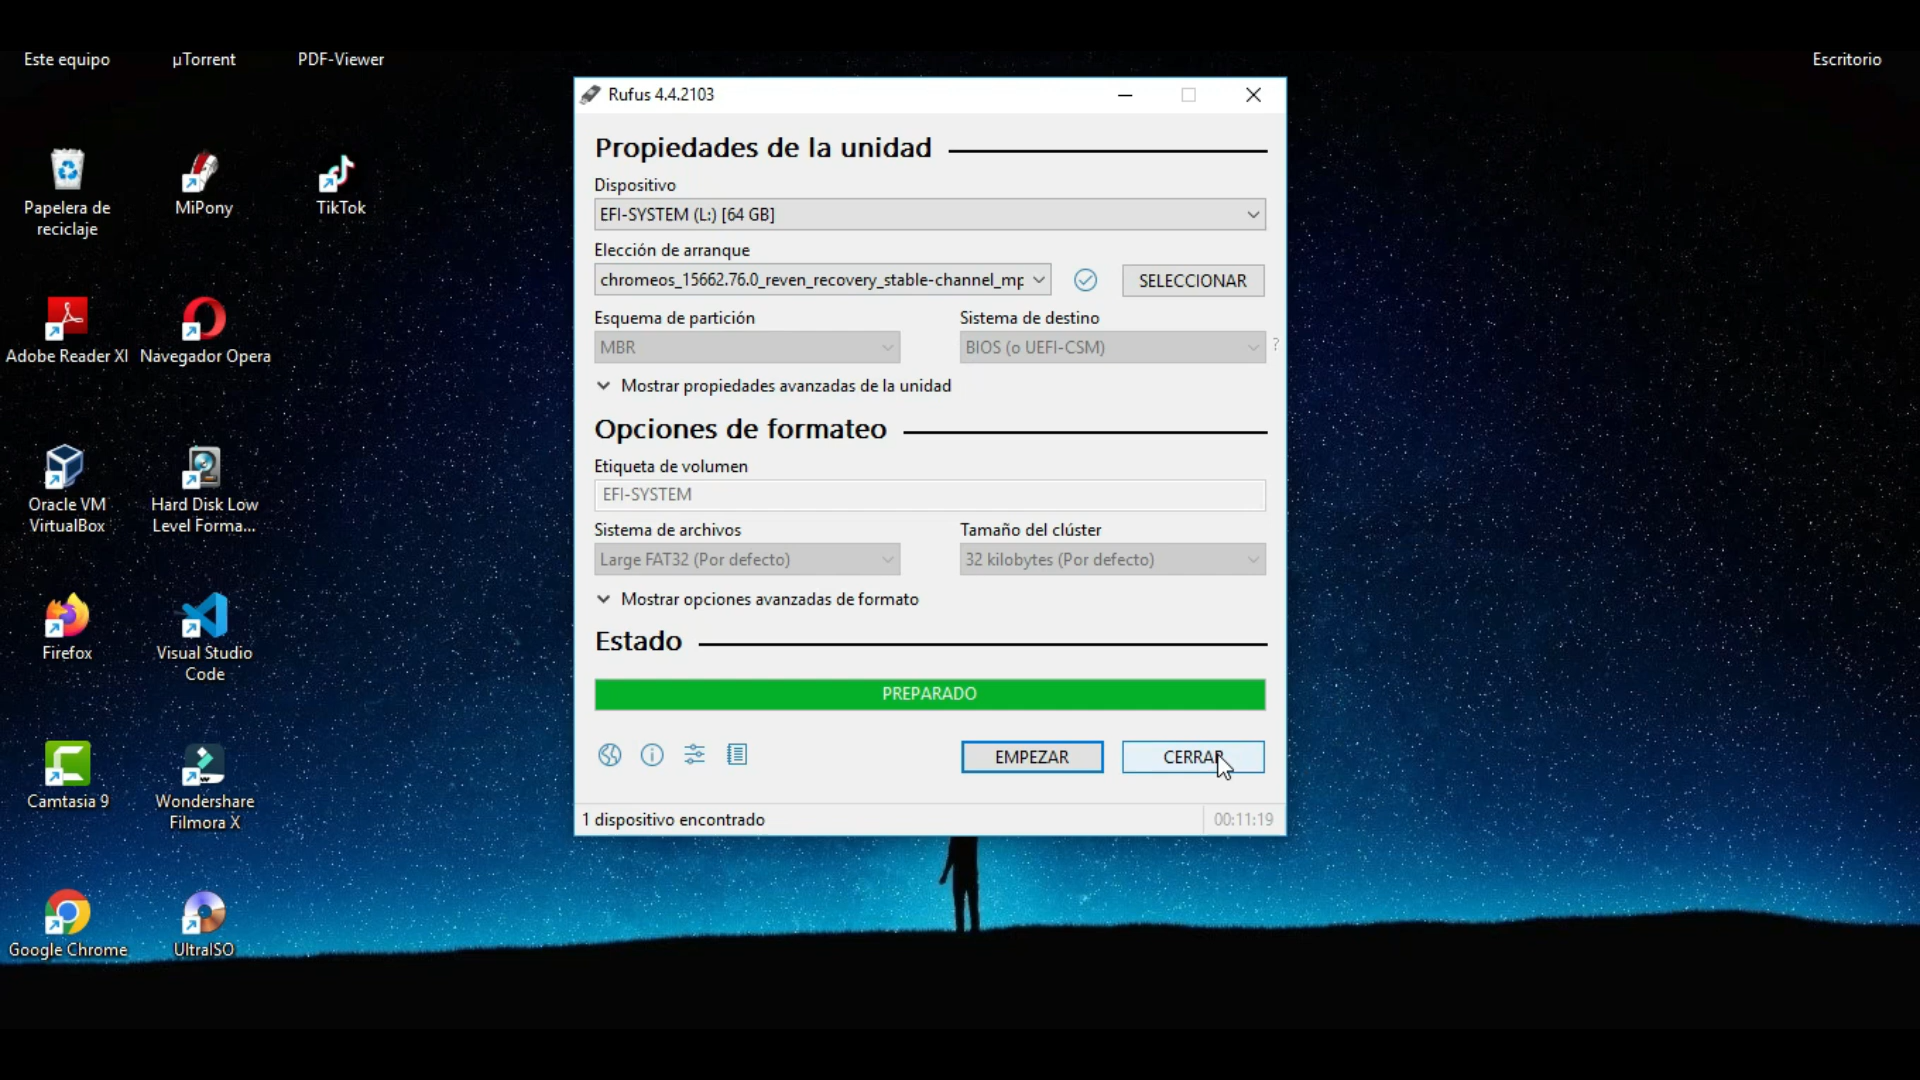 Este equipo
µTorrent
PDF-Viewer
Escritorio
Papelera de
reciclaje
MiPony
TikTok
Adobe Reader XI
Navegador Opera
Oracle VM
VirtualBox
Hard Disk Low
Level Forma...
Firefox
Visual Studio
Code
Camtasia 9
Wondershare
Filmora X
Google Chrome
UltraISO
Rufus 4.4.2103
Propiedades de la unidad
Dispositivo
EFI-SYSTEM (L:) [64 GB]
Elección de arranque
chromeos_15662.76.0_reven_recovery_stable-channel_mp
SELECCIONAR
Esquema de partición
Sistema de destino
MBR
BIOS (o UEFI-CSM)
?
Mostrar propiedades avanzadas de la unidad
Opciones de formateo
Etiqueta de volumen
EFI-SYSTEM
Sistema de archivos
Tamaño del clúster
Large FAT32 (Por defecto)
32 kilobytes (Por defecto)
Mostrar opciones avanzadas de formato
Estado
PREPARADO
EMPEZAR
CERRAR
1 dispositivo encontrado
00:11:19